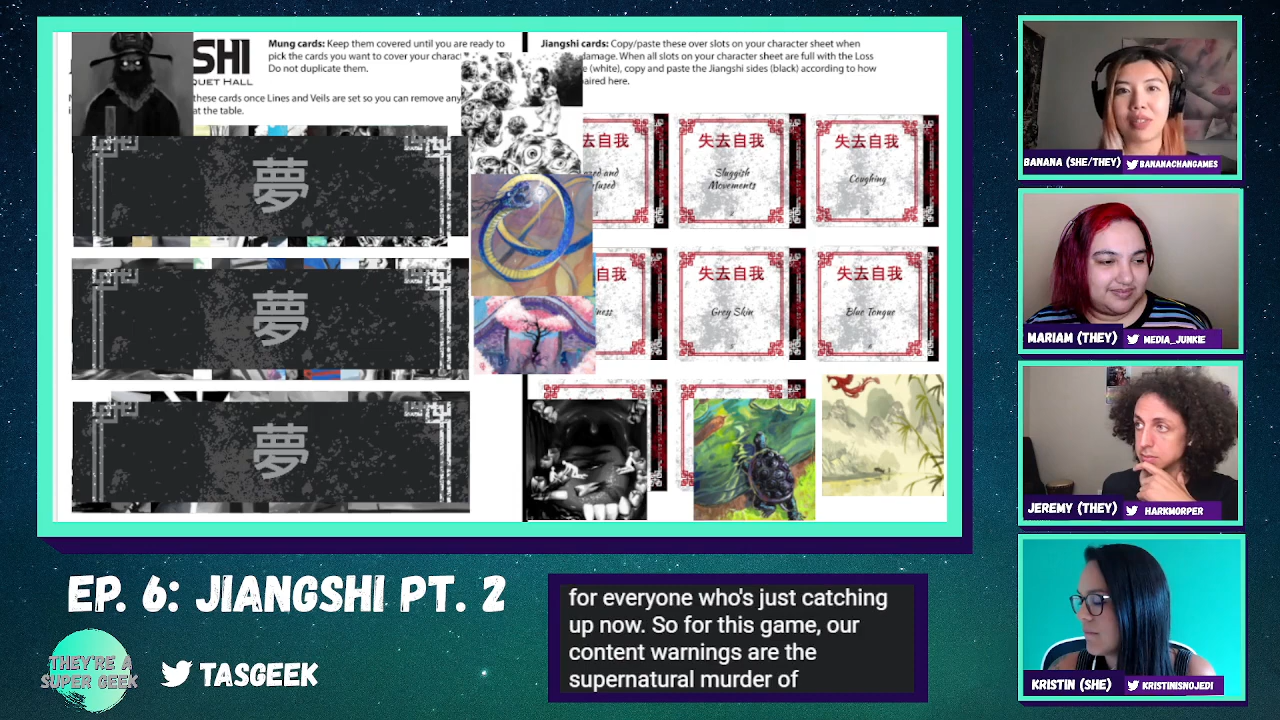 SHI
QUET HALL
Mung cards: Keep them covered until you are ready to
pick the cards you want to cover your charac
Do not duplicate them.
these cards once Lines and Veils are set so you can remove any
at the table.
夢
夢
夢
Jiangshi cards: Copy/paste these over slots on your character sheet when
damage. When all slots on your character sheet are full with the Loss
(white), copy and paste the Jiangshi sides (black) according to how
paired here.
失去自我
Sluggish
Movements
失去自我
Coughing
失去自我
Grey Skin
失去自我
Blue Tongue
BANANA (SHE/THEY) BANANACHANGAMES
MARIAM (THEY) MEDIA_JUNKIE
JEREMY (THEY) HARKMORPER
KRISTIN (SHE) KRISTINISNOJEDI
EP. 6: JIANGSHI PT. 2
THEY'RE A
SUPER GEEK
TASGEEK
for everyone who's just catching
up now. So for this game, our
content warnings are the
supernatural murder of